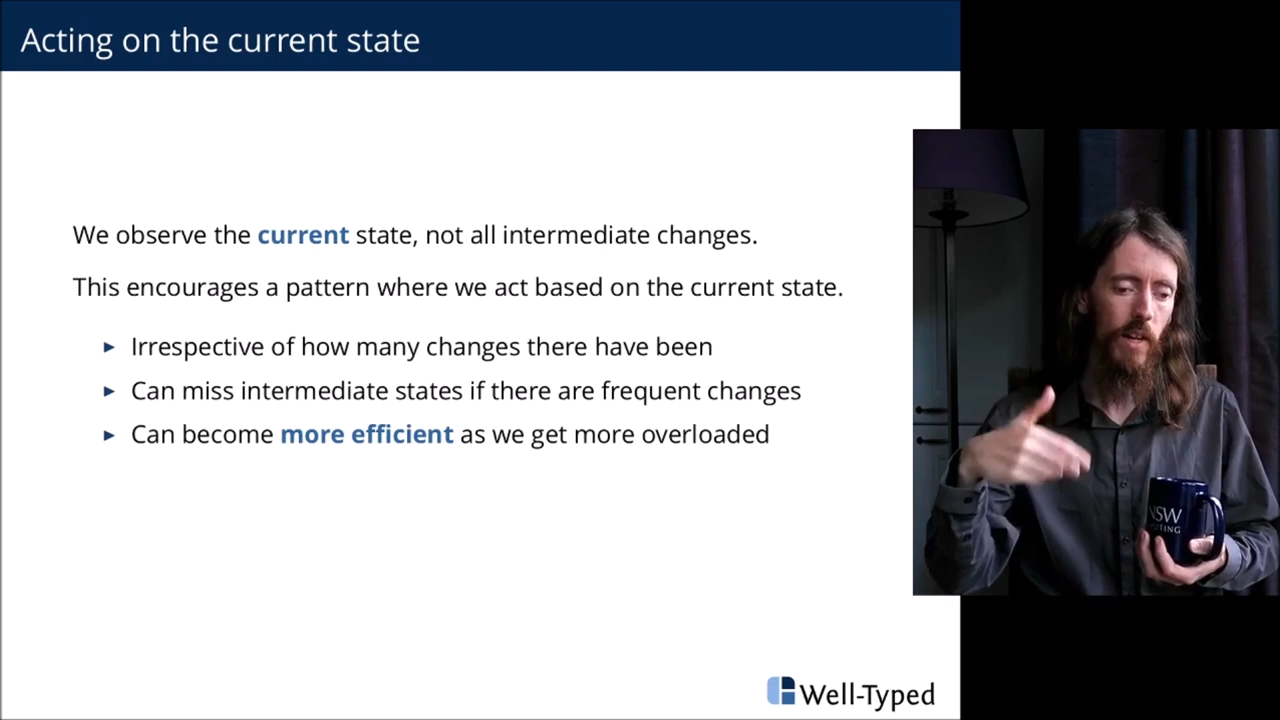 Acting on the current state
We observe the current state, not all intermediate changes.
This encourages a pattern where we act based on the current state.
► Irrespective of how many changes there have been
► Can miss intermediate states if there are frequent changes
► Can become more efficient as we get more overloaded
NSW
Well-Typed